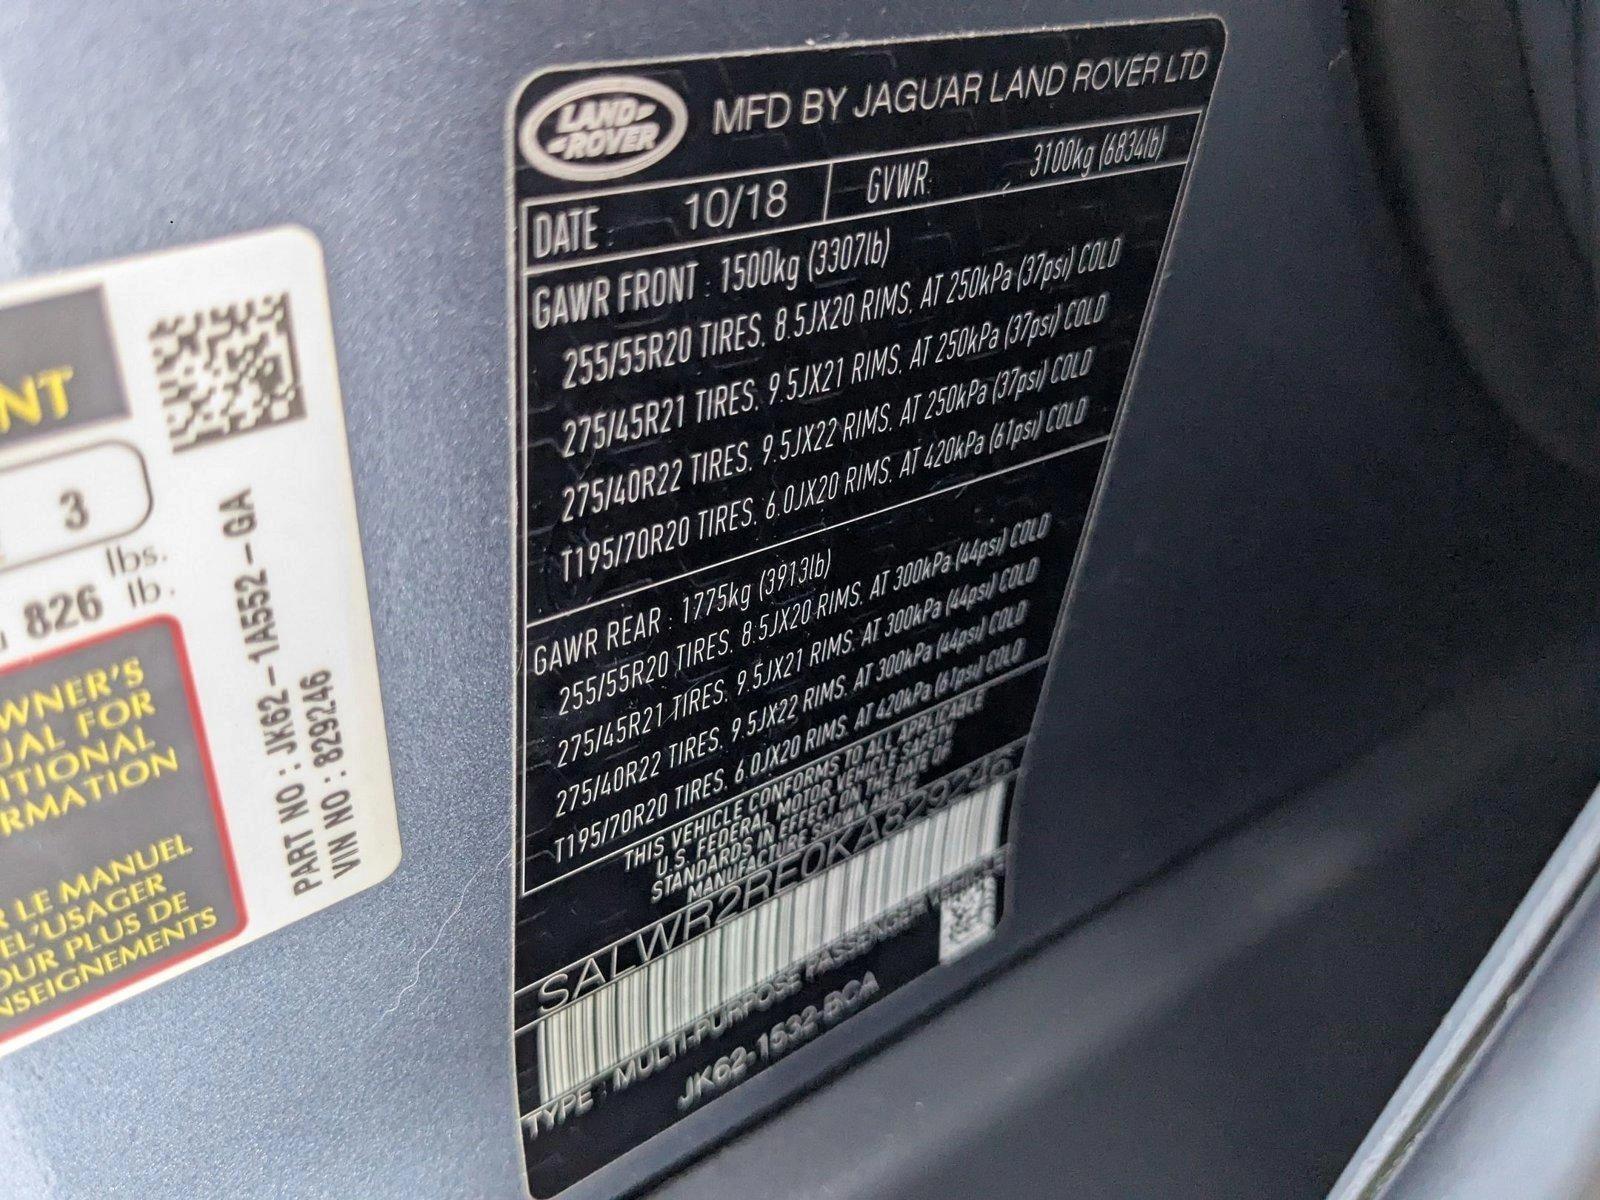 LAND-
-ROVER
MFD BY JAGUAR LAND ROVER LTD
DATE : 10/18 GVWR: 3100kg (6834lb)
GAWR FRONT : 1500kg (3307lb)
255/55R20 TIRES. 8.5JX20 RIMS. AT 250kPa (37psi) COLD
275/45R21 TIRES. 9.5JX21 RIMS. AT 250kPa (37psi) COLD
275/40R22 TIRES. 9.5JX22 RIMS. AT 250kPa (37psi) COLD
T195/70R20 TIRES. 6.0JX20 RIMS. AT 420kPa (61psi) COLD
GAWR REAR : 1775kg (3913lb)
255/55R20 TIRES. 8.5JX20 RIMS. AT 300kPa (44psi) COLD
275/45R21 TIRES. 9.5JX21 RIMS. AT 300kPa (44psi) COLD
275/40R22 TIRES. 9.5JX22 RIMS. AT 300kPa (44psi) COLD
T195/70R20 TIRES. 6.0JX20 RIMS. AT 420kPa (61psi) COLD
THIS VEHICLE CONFORMS TO ALL APPLICABLE
U.S. FEDERAL MOTOR VEHICLE SAFETY
STANDARDS IN EFFECT ON THE DATE OF
MANUFACTURE SHOWN ABOVE
SALWR2RE0KA829246
TYPE : MULTI-PURPOSE PASSENGER VEHICLE
JK62-1532-BCA
NT
3
lbs.
826 lb.
WNER'S
UAL FOR
ITIONAL
RMATION
R LE MANUEL
EL'USAGER
OUR PLUS DE
NSEIGNEMENTS
PART NO : JK62-1A552-GA
VIN NO : 829246